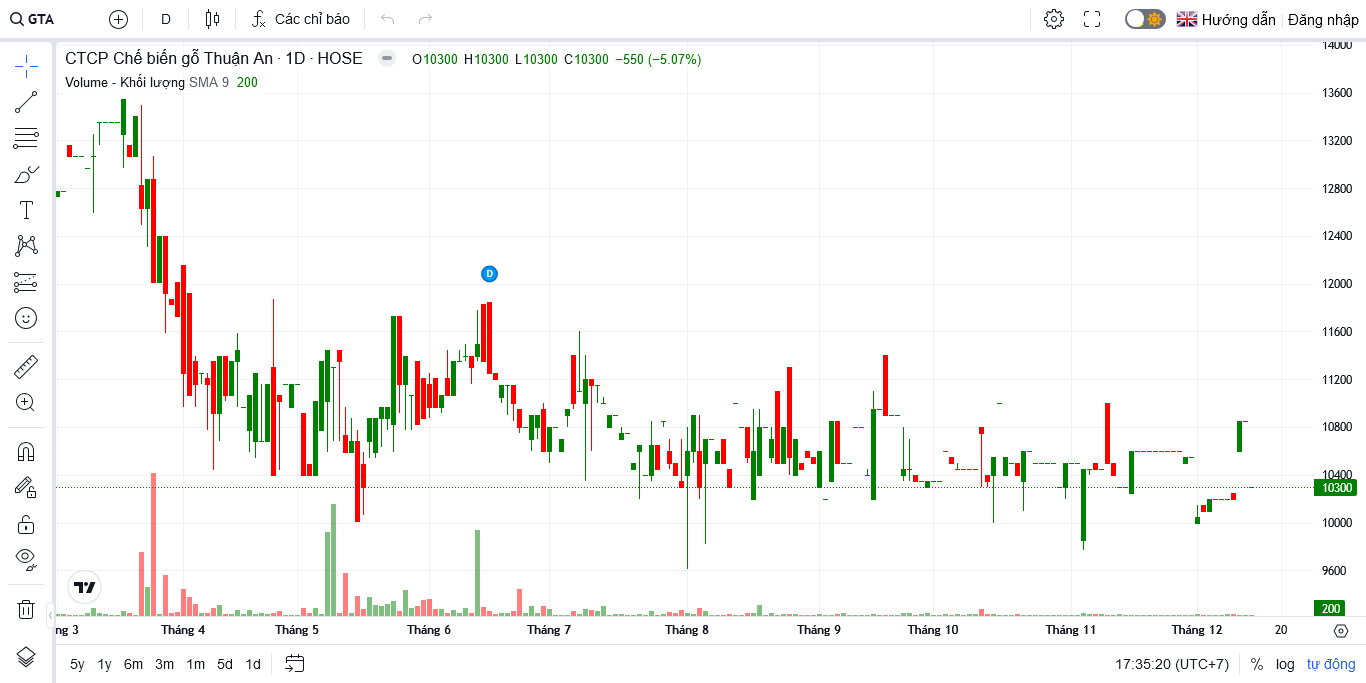 GTA D Các chỉ báo Hướng dẫn Đăng nhập
CTCP Chế biến gỗ Thuận An · 1D · HOSE O10300 H10300 L10300 C10300 −550 (−5.07%)
Volume - Khối lượng SMA 9 200
D
14000
13600
13200
12800
12400
12000
11600
11200
10800
10400
10300
10000
9600
200
ng 3 Tháng 4 Tháng 5 Tháng 6 Tháng 7 Tháng 8 Tháng 9 Tháng 10 Tháng 11 Tháng 12 20
5y 1y 6m 3m 1m 5d 1d 17:35:20 (UTC+7) % log tự động